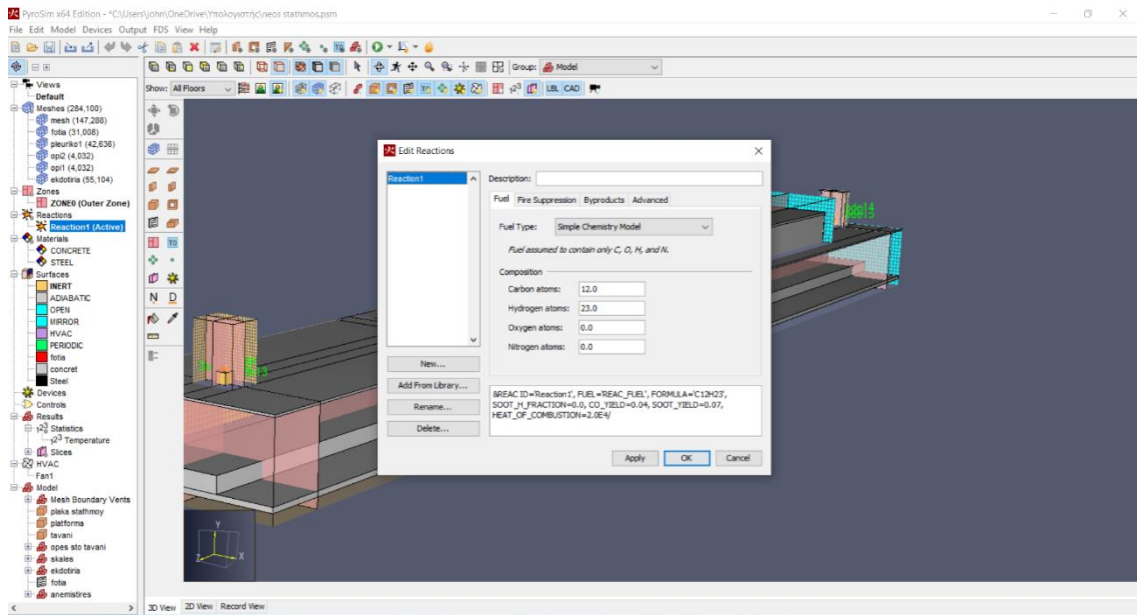 PyroSim x64 Edition - *C:\Users\john\OneDrive\Υπολογιστής\neos stathmos.psm
File Edit Model Devices Output FDS View Help
Group: Model
Show: All Floors
LBL CAD
Views
Default
Meshes (284,100)
mesh (147,288)
fotia (31,008)
pleuriko1 (42,636)
opi2 (4,032)
opi1 (4,032)
ekdotiria (55,104)
Zones
ZONE0 (Outer Zone)
Reactions
Reaction1 (Active)
Materials
CONCRETE
STEEL
Surfaces
INERT
ADIABATIC
OPEN
MIRROR
HVAC
PERIODIC
fotia
concret
Steel
Devices
Controls
Results
Statistics
Temperature
Slices
HVAC
Fan1
Model
Mesh Boundary Vents
plaka stathmoy
platforma
tavani
opes sto tavani
skales
ekdotiria
fotia
anemistires
Edit Reactions
Reaction1
New...
Add From Library...
Rename...
Delete...
Description:
Fuel Fire Suppression Byproducts Advanced
Fuel Type: Simple Chemistry Model
Fuel assumed to contain only C, O, H, and N.
Composition
Carbon atoms: 12.0
Hydrogen atoms: 23.0
Oxygen atoms: 0.0
Nitrogen atoms: 0.0
&REAC ID='Reaction1', FUEL='REAC_FUEL', FORMULA='C12H23',
SOOT_H_FRACTION=0.0, CO_YIELD=0.04, SOOT_YIELD=0.07,
HEAT_OF_COMBUSTION=2.0E4/
Apply OK Cancel
Y
Z X
3D View 2D View Record View